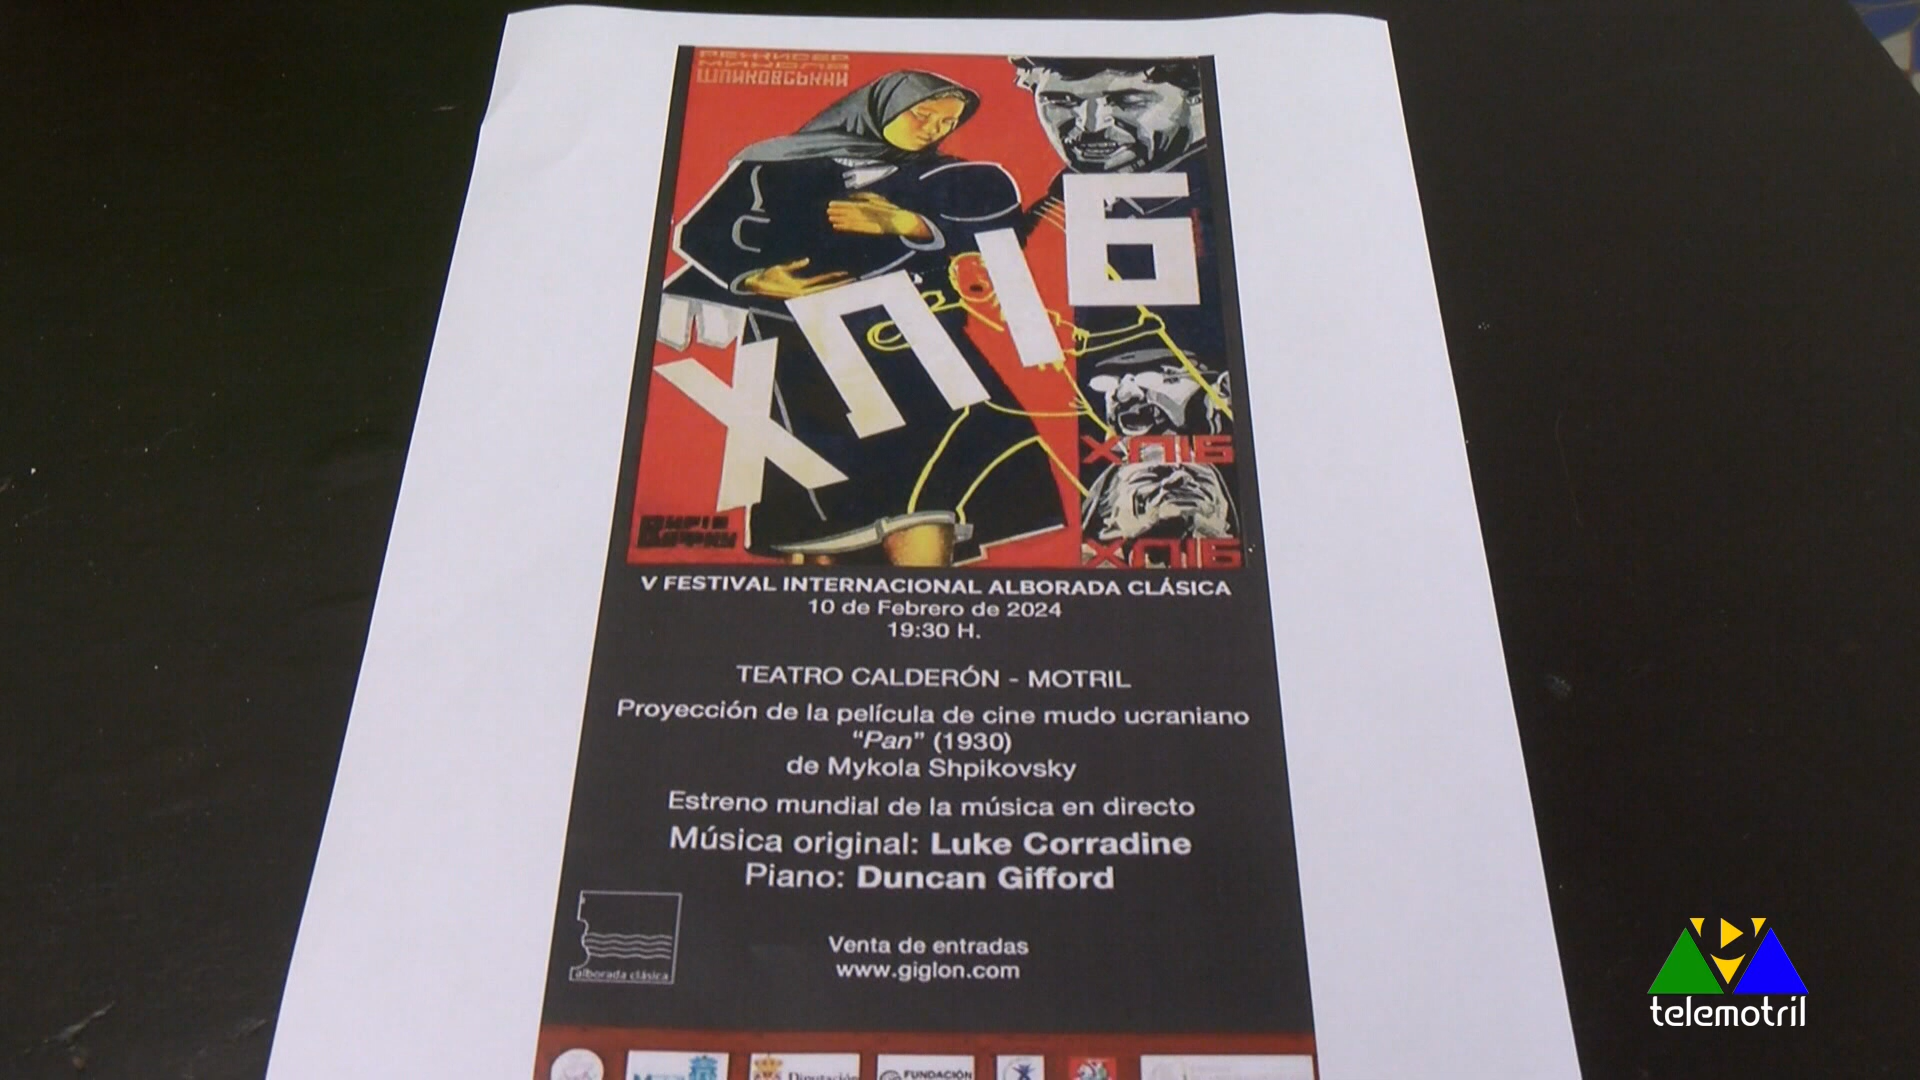 РЕЖИСЕР
МИКОЛА
ШПИКОВСЬКИЙ
ХЛІБ
ХЛІБ
ХЛІБ
V FESTIVAL INTERNACIONAL ALBORADA CLÁSICA
10 de Febrero de 2024
19:30 H.
TEATRO CALDERÓN - MOTRIL
Proyección de la película de cine mudo ucraniano
“Pan” (1930)
de Mykola Shpikovsky
Estreno mundial de la música en directo
Música original: Luke Corradine
Piano: Duncan Gifford
alborada clásica
Venta de entradas
www.giglon.com
Diputación
FUNDACIÓN
telemotril